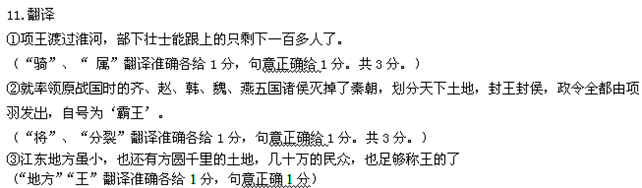 11.翻译
①项王渡过淮河，部下壮士能跟上的只剩下一百多人了。
（“骑”、“ 属”翻译准确各给 1 分，句意正确给 1 分。共 3 分。）
②就率领原战国时的齐、赵、韩、魏、燕五国诸侯灭掉了秦朝，划分天下土地，封王封侯，政令全都由项
羽发出，自号为‘霸王’。
（“将”、“分裂”翻译准确各给 1 分，句意正确给 1 分。共 3 分。）
③江东地方虽小，也还有方圆千里的土地，几十万的民众，也足够称王的了
(“地方”“王”翻译准确各给 1 分，句意正确 1 分)